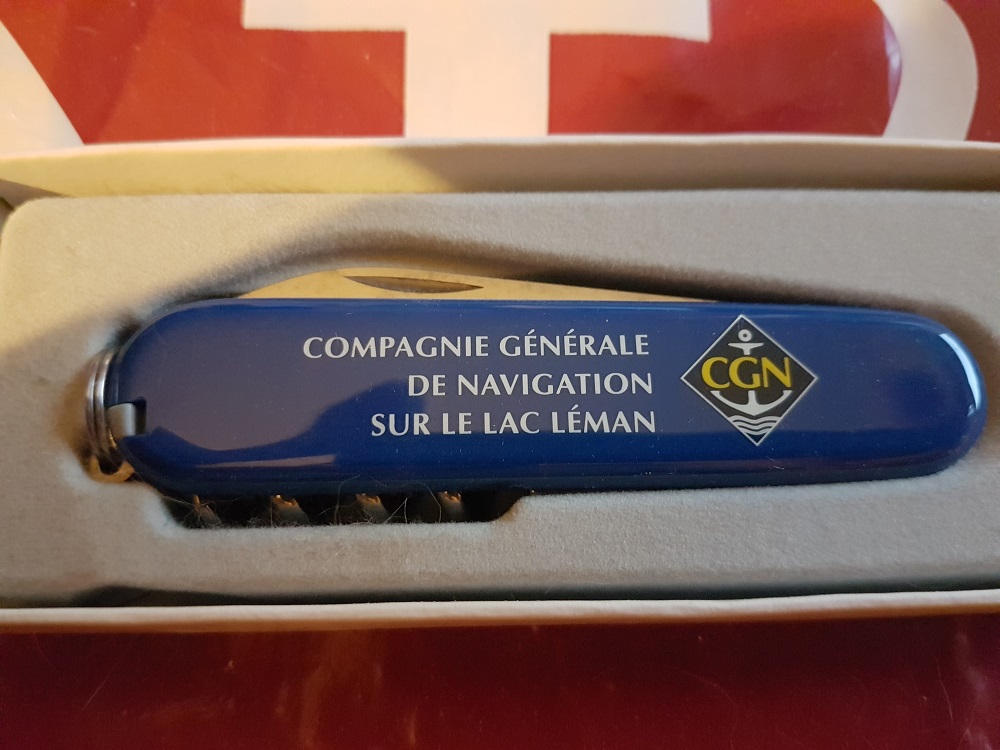 COMPAGNIE GÉNÉRALE
DE NAVIGATION
SUR LE LAC LÉMAN
CGN